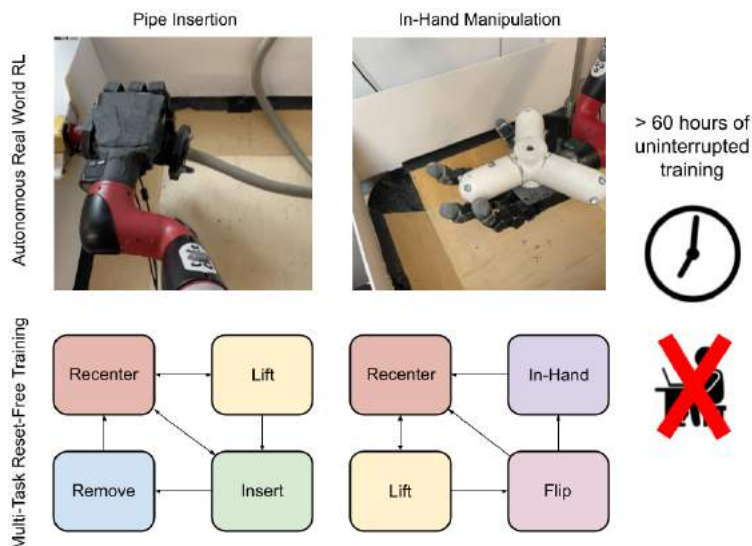 Pipe Insertion
In-Hand Manipulation
Autonomous Real World RL
> 60 hours of
uninterrupted
training
Multi-Task Reset-Free Training
Recenter
Lift
Recenter
In-Hand
Remove
Insert
Lift
Flip